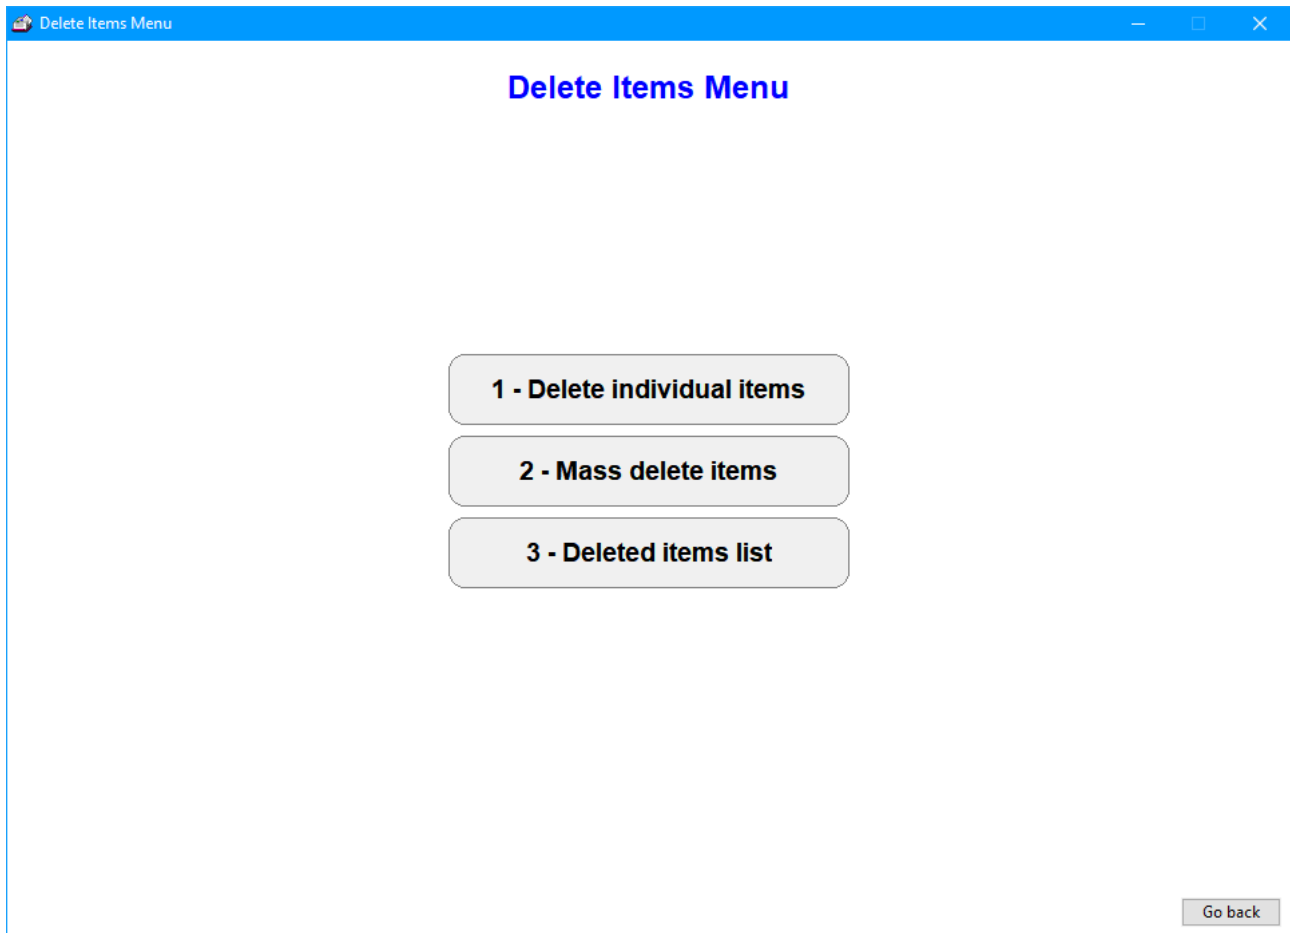 Delete Items Menu
Delete Items Menu
1 - Delete individual items
2 - Mass delete items
3 - Deleted items list
Go back